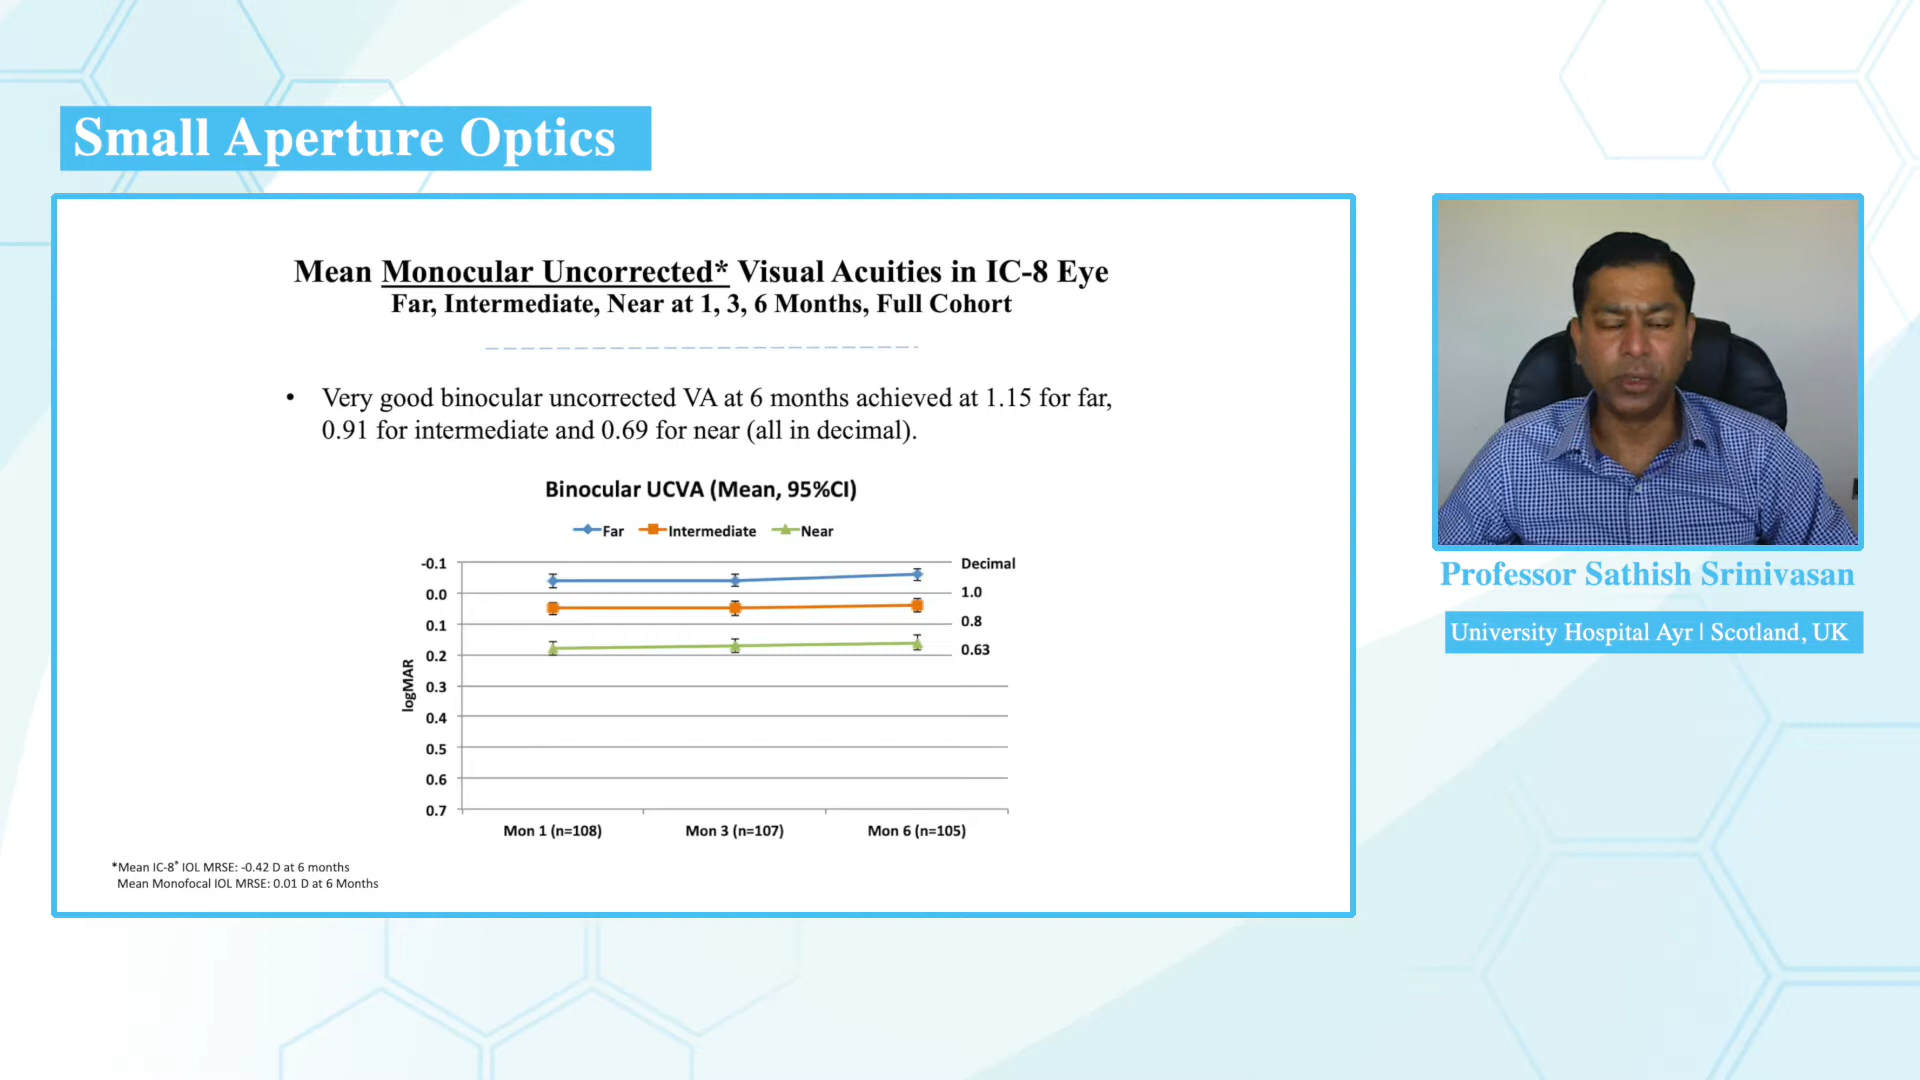 Small Aperture Optics
Mean Monocular Uncorrected* Visual Acuities in IC-8 Eye
Far, Intermediate, Near at 1, 3, 6 Months, Full Cohort
• Very good binocular uncorrected VA at 6 months achieved at 1.15 for far,
0.91 for intermediate and 0.69 for near (all in decimal).
Binocular UCVA (Mean, 95%CI)
Far Intermediate Near
-0.1 Decimal
0.0 1.0
0.1 0.8
0.2 0.63
0.3
0.4
0.5
0.6
0.7
logMAR
Mon 1 (n=108) Mon 3 (n=107) Mon 6 (n=105)
*Mean IC-8® IOL MRSE: -0.42 D at 6 months
Mean Monofocal IOL MRSE: 0.01 D at 6 Months
Professor Sathish Srinivasan
University Hospital Ayr | Scotland, UK